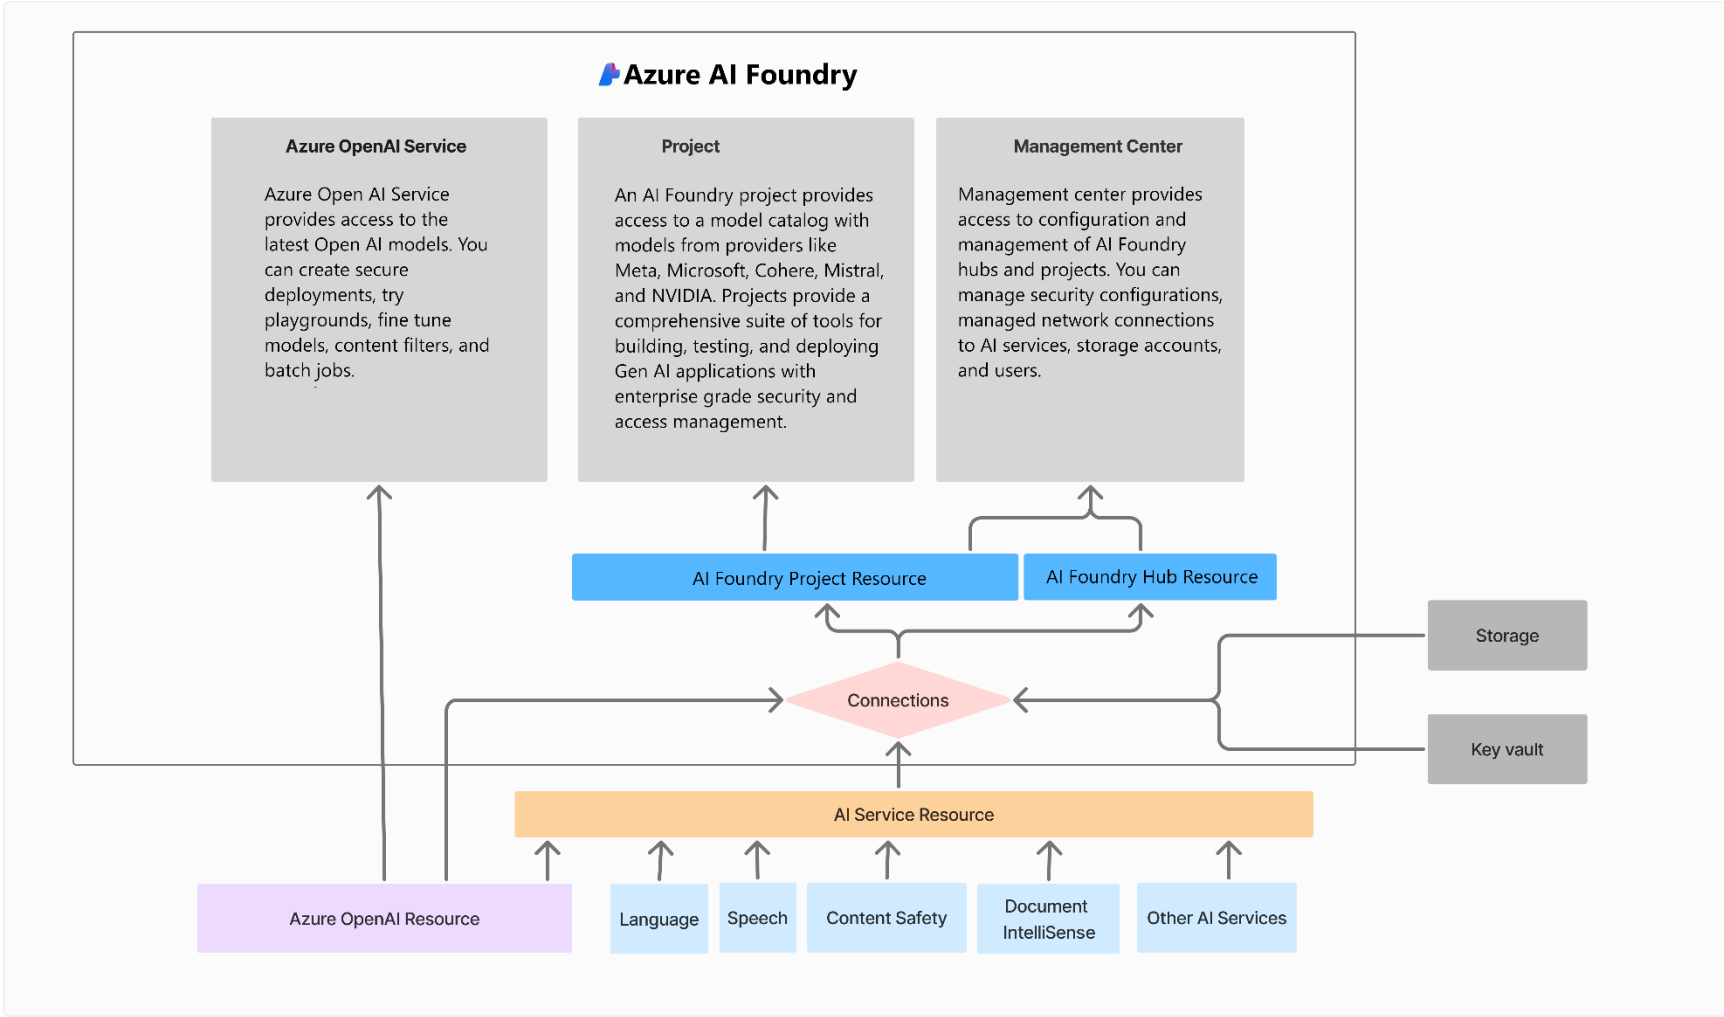 Azure AI Foundry
Azure OpenAI Service
Azure Open AI Service
provides access to the
latest Open AI models. You
can create secure
deployments, try
playgrounds, fine tune
models, content filters, and
batch jobs.
Project
An AI Foundry project provides
access to a model catalog with
models from providers like
Meta, Microsoft, Cohere, Mistral,
and NVIDIA. Projects provide a
comprehensive suite of tools for
building, testing, and deploying
Gen AI applications with
enterprise grade security and
access management.
Management Center
Management center provides
access to configuration and
management of AI Foundry
hubs and projects. You can
manage security configurations,
managed network connections
to AI services, storage accounts,
and users.
AI Foundry Project Resource
AI Foundry Hub Resource
Storage
Connections
Key vault
AI Service Resource
Azure OpenAI Resource
Language
Speech
Content Safety
Document
IntelliSense
Other AI Services